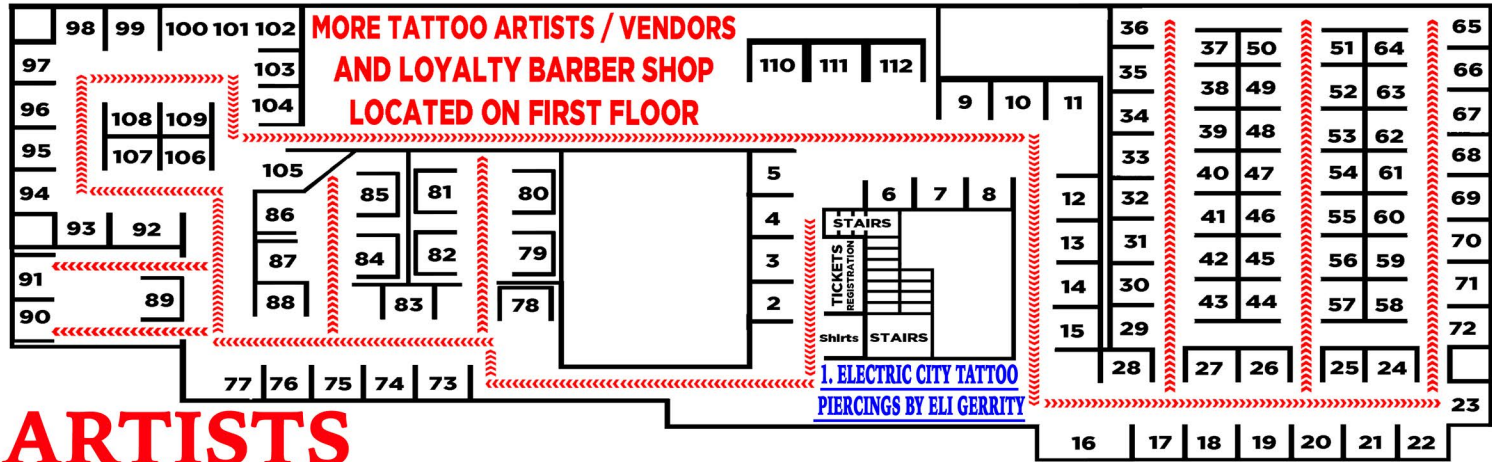 98 99 100 101 102 MORE TATTOO ARTISTS / VENDORS
AND LOYALTY BARBER SHOP
LOCATED ON FIRST FLOOR
97 103
96 104
108 109
95 107 106
94 105
93 92
91
90 89
110 111 112
9 10 11
85 81 80
86
84 82 79
87
88 83 78
77 76 75 74 73
5
4
3
2
6 7 8
STAIRS
TICKETS
REGISTRATION
Shirts STAIRS
1. ELECTRIC CITY TATTOO
PIERCINGS BY ELI GERRITY
12
13
14
15
36 37 50 51 64 65
35 38 49 52 63 66
34 39 48 53 62 67
33 40 47 54 61 68
32 41 46 55 60 69
31 42 45 56 59 70
30 43 44 57 58 71
29 72
28 27 26 25 24
23
16 17 18 19 20 21 22
ARTISTS